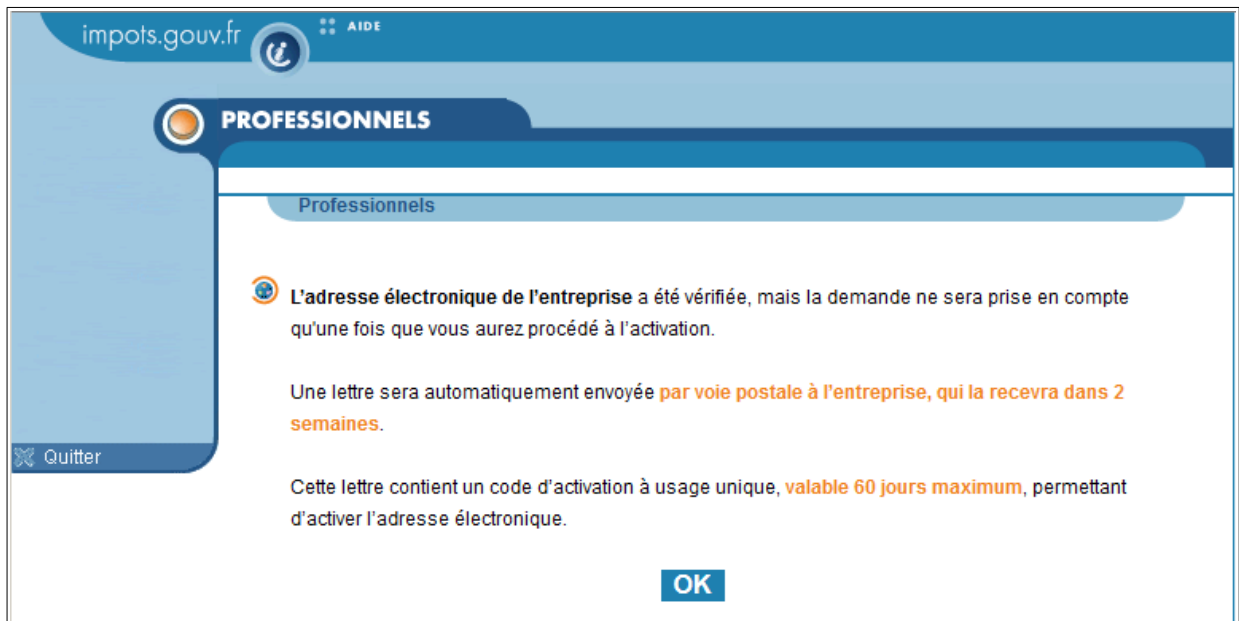 impots.gouv.fr
AIDE
PROFESSIONNELS
Professionnels
L'adresse électronique de l'entreprise a été vérifiée, mais la demande ne sera prise en compte
qu'une fois que vous aurez procédé à l'activation.
Une lettre sera automatiquement envoyée par voie postale à l'entreprise, qui la recevra dans 2
semaines.
Quitter
Cette lettre contient un code d'activation à usage unique, valable 60 jours maximum, permettant
d'activer l'adresse électronique.
OK